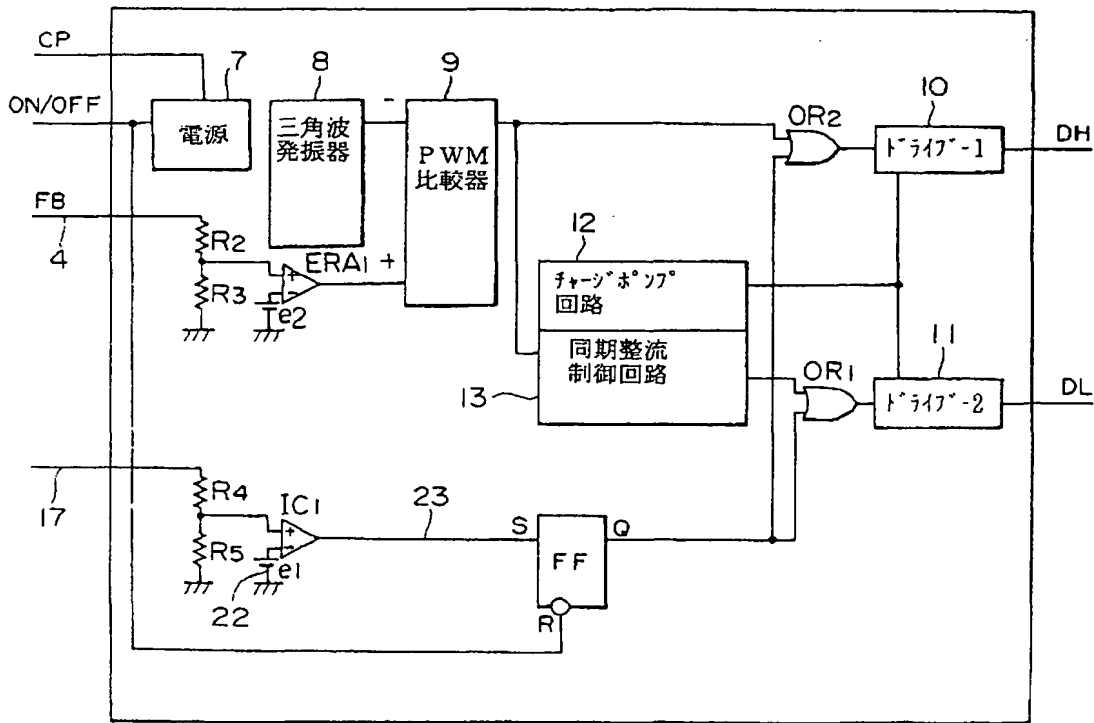 CP
7
8
9
ON/OFF
電源
三角波
発振器
-
PWM
比較器
OR2
10
ドライブ-1
DH
FB
4
R2
R3
ERA1
+
e2
12
チャージポンプ
回路
同期整流
制御回路
13
OR1
11
ドライブ-2
DL
17
R4
R5
IC1
e1
22
23
S
Q
FF
R